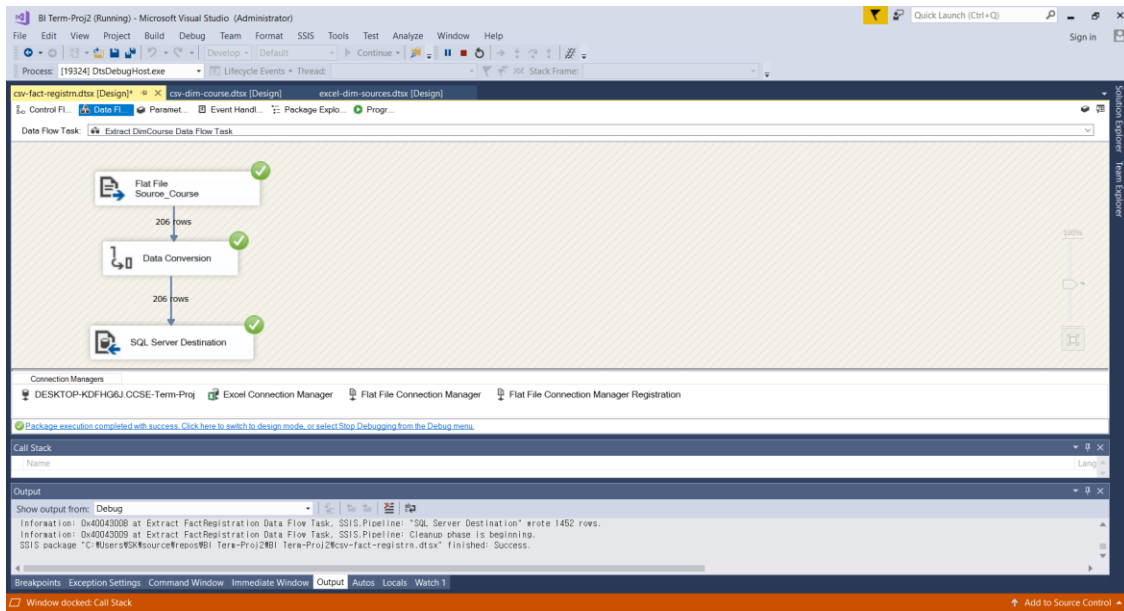 BI Term-Proj2 (Running) - Microsoft Visual Studio (Administrator)
Quick Launch (Ctrl+Q)
File Edit View Project Build Debug Team Format SSIS Tools Test Analyze Window Help
Sign in
Develop Default Continue
Process: [19324] DtsDebugHost.exe Lifecycle Events Thread: Stack Frame:
csv-fact-registrn.dtsx [Design]* csv-dim-course.dtsx [Design] excel-dim-sources.dtsx [Design]
Control Fl... Data Fl... Paramet... Event Handl... Package Explo... Progr...
Data Flow Task: Extract DimCourse Data Flow Task
Solution Explorer
Team Explorer
Flat File
Source_Course
206 rows
Data Conversion
206 rows
SQL Server Destination
100%
Connection Managers
DESKTOP-KDFHG6J.CCSE-Term-Proj Excel Connection Manager Flat File Connection Manager Flat File Connection Manager Registration
Package execution completed with success. Click here to switch to design mode, or select Stop Debugging from the Debug menu.
Call Stack
Name Lang
Output
Show output from: Debug
Information: 0x4004300B at Extract FactRegistration Data Flow Task, SSIS.Pipeline: "SQL Server Destination" wrote 1452 rows.
Information: 0x40043009 at Extract FactRegistration Data Flow Task, SSIS.Pipeline: Cleanup phase is beginning.
SSIS package "C:₩Users₩SK₩source₩repos₩BI Term-Proj2₩BI Term-Proj2₩csv-fact-registrn.dtsx" finished: Success.
Breakpoints Exception Settings Command Window Immediate Window Output Autos Locals Watch 1
Window docked: Call Stack
Add to Source Control